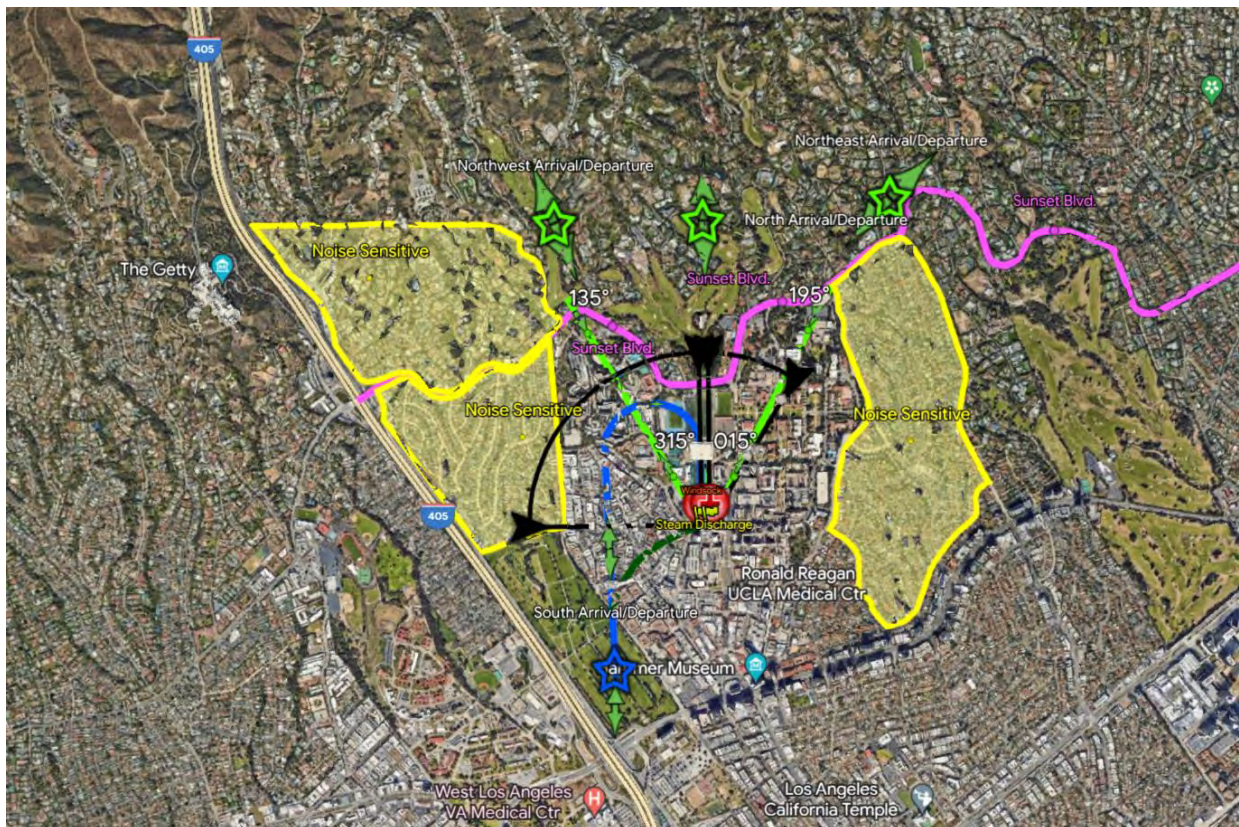 405
Northwest Arrival/Departure
Northeast Arrival/Departure
North Arrival/Departure
Sunset Blvd.
Noise Sensitive
The Getty
Sunset Blvd.
135°
195°
Sunset Blvd.
Noise Sensitive
Noise Sensitive
315°
015°
Windsock
405
Steam Discharge
Ronald Reagan
UCLA Medical Ctr
South Arrival/Departure
mer Museum
West Los Angeles
VA Medical Ctr
H
Los Angeles
California Temple